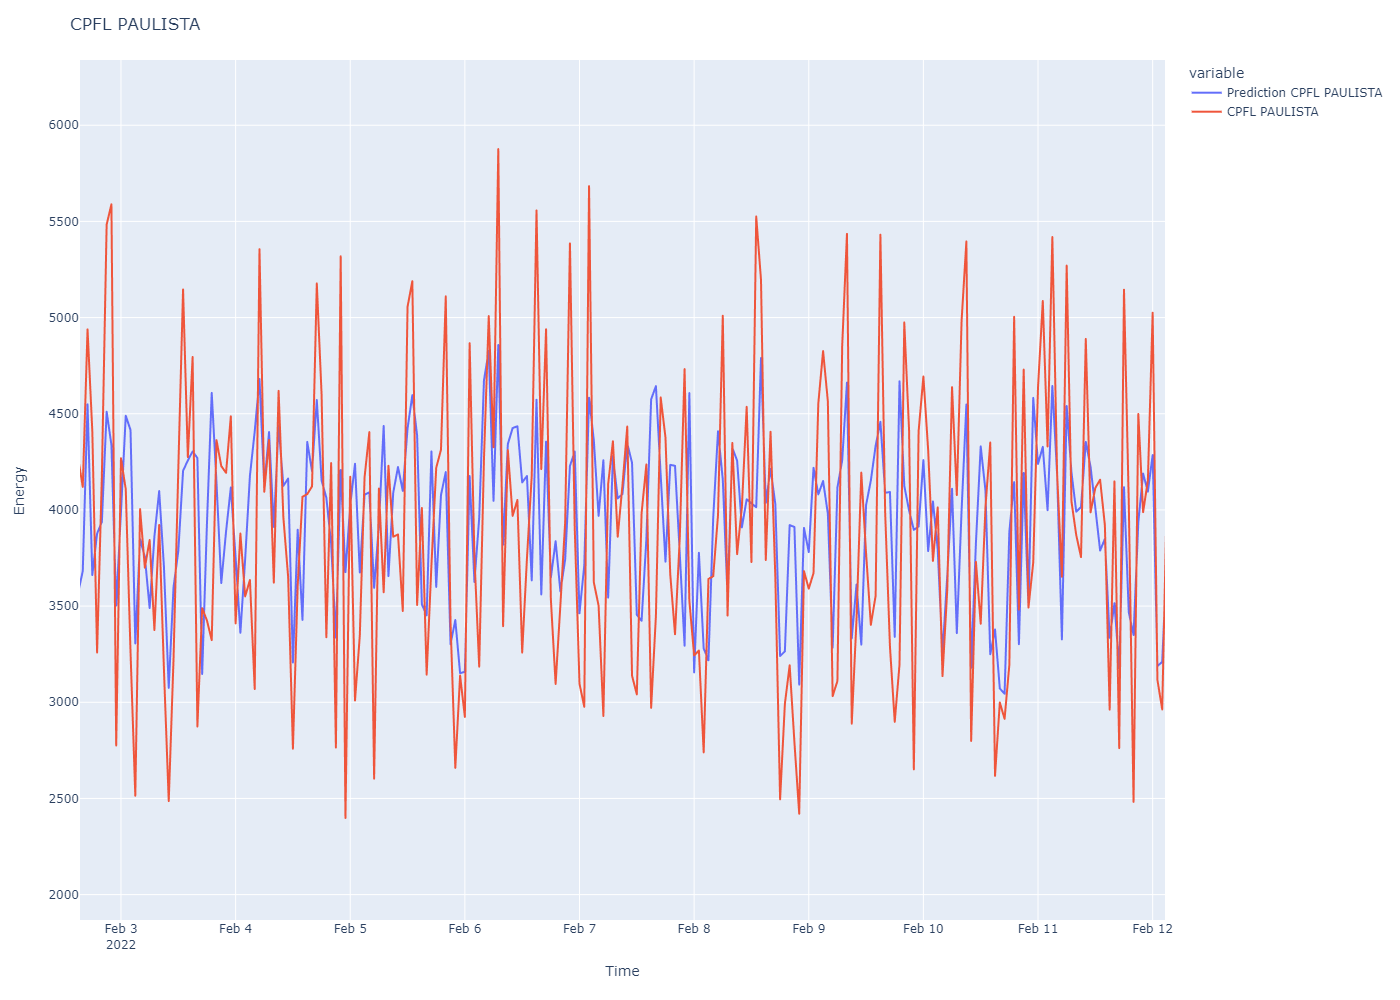 CPFL PAULISTA
variable
Prediction CPFL PAULISTA
CPFL PAULISTA
Energy
6000
5500
5000
4500
4000
3500
3000
2500
2000
Feb 3
2022
Feb 4
Feb 5
Feb 6
Feb 7
Feb 8
Feb 9
Feb 10
Feb 11
Feb 12
Time